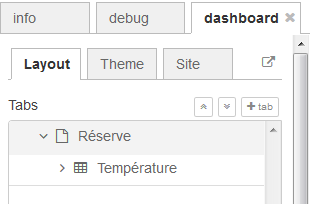 info debug dashboard
Layout Theme Site
Tabs + tab
Réserve
Température